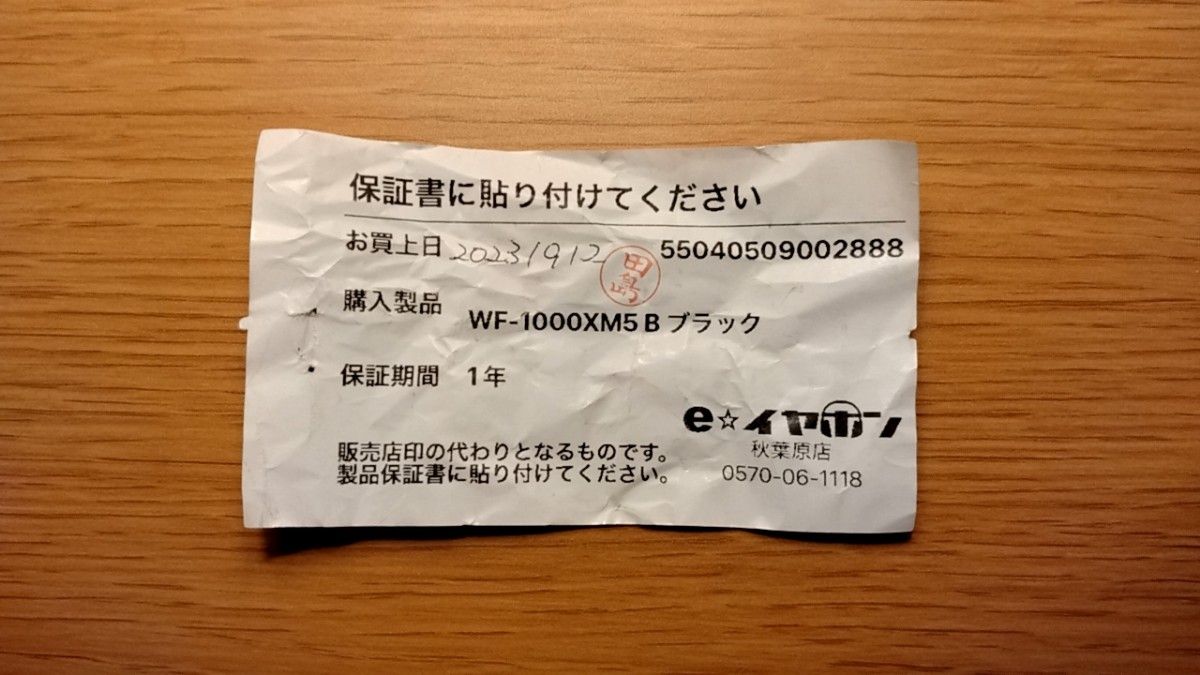 保証書に貼り付けてください
お買上日 2023/9/2 田島 55040509002888
購入製品
WF-1000XM5 B ブラック
保証期間 1年
e☆イヤホン
販売店印の代わりとなるものです。
秋葉原店
製品保証書に貼り付けてください。
0570-06-1118